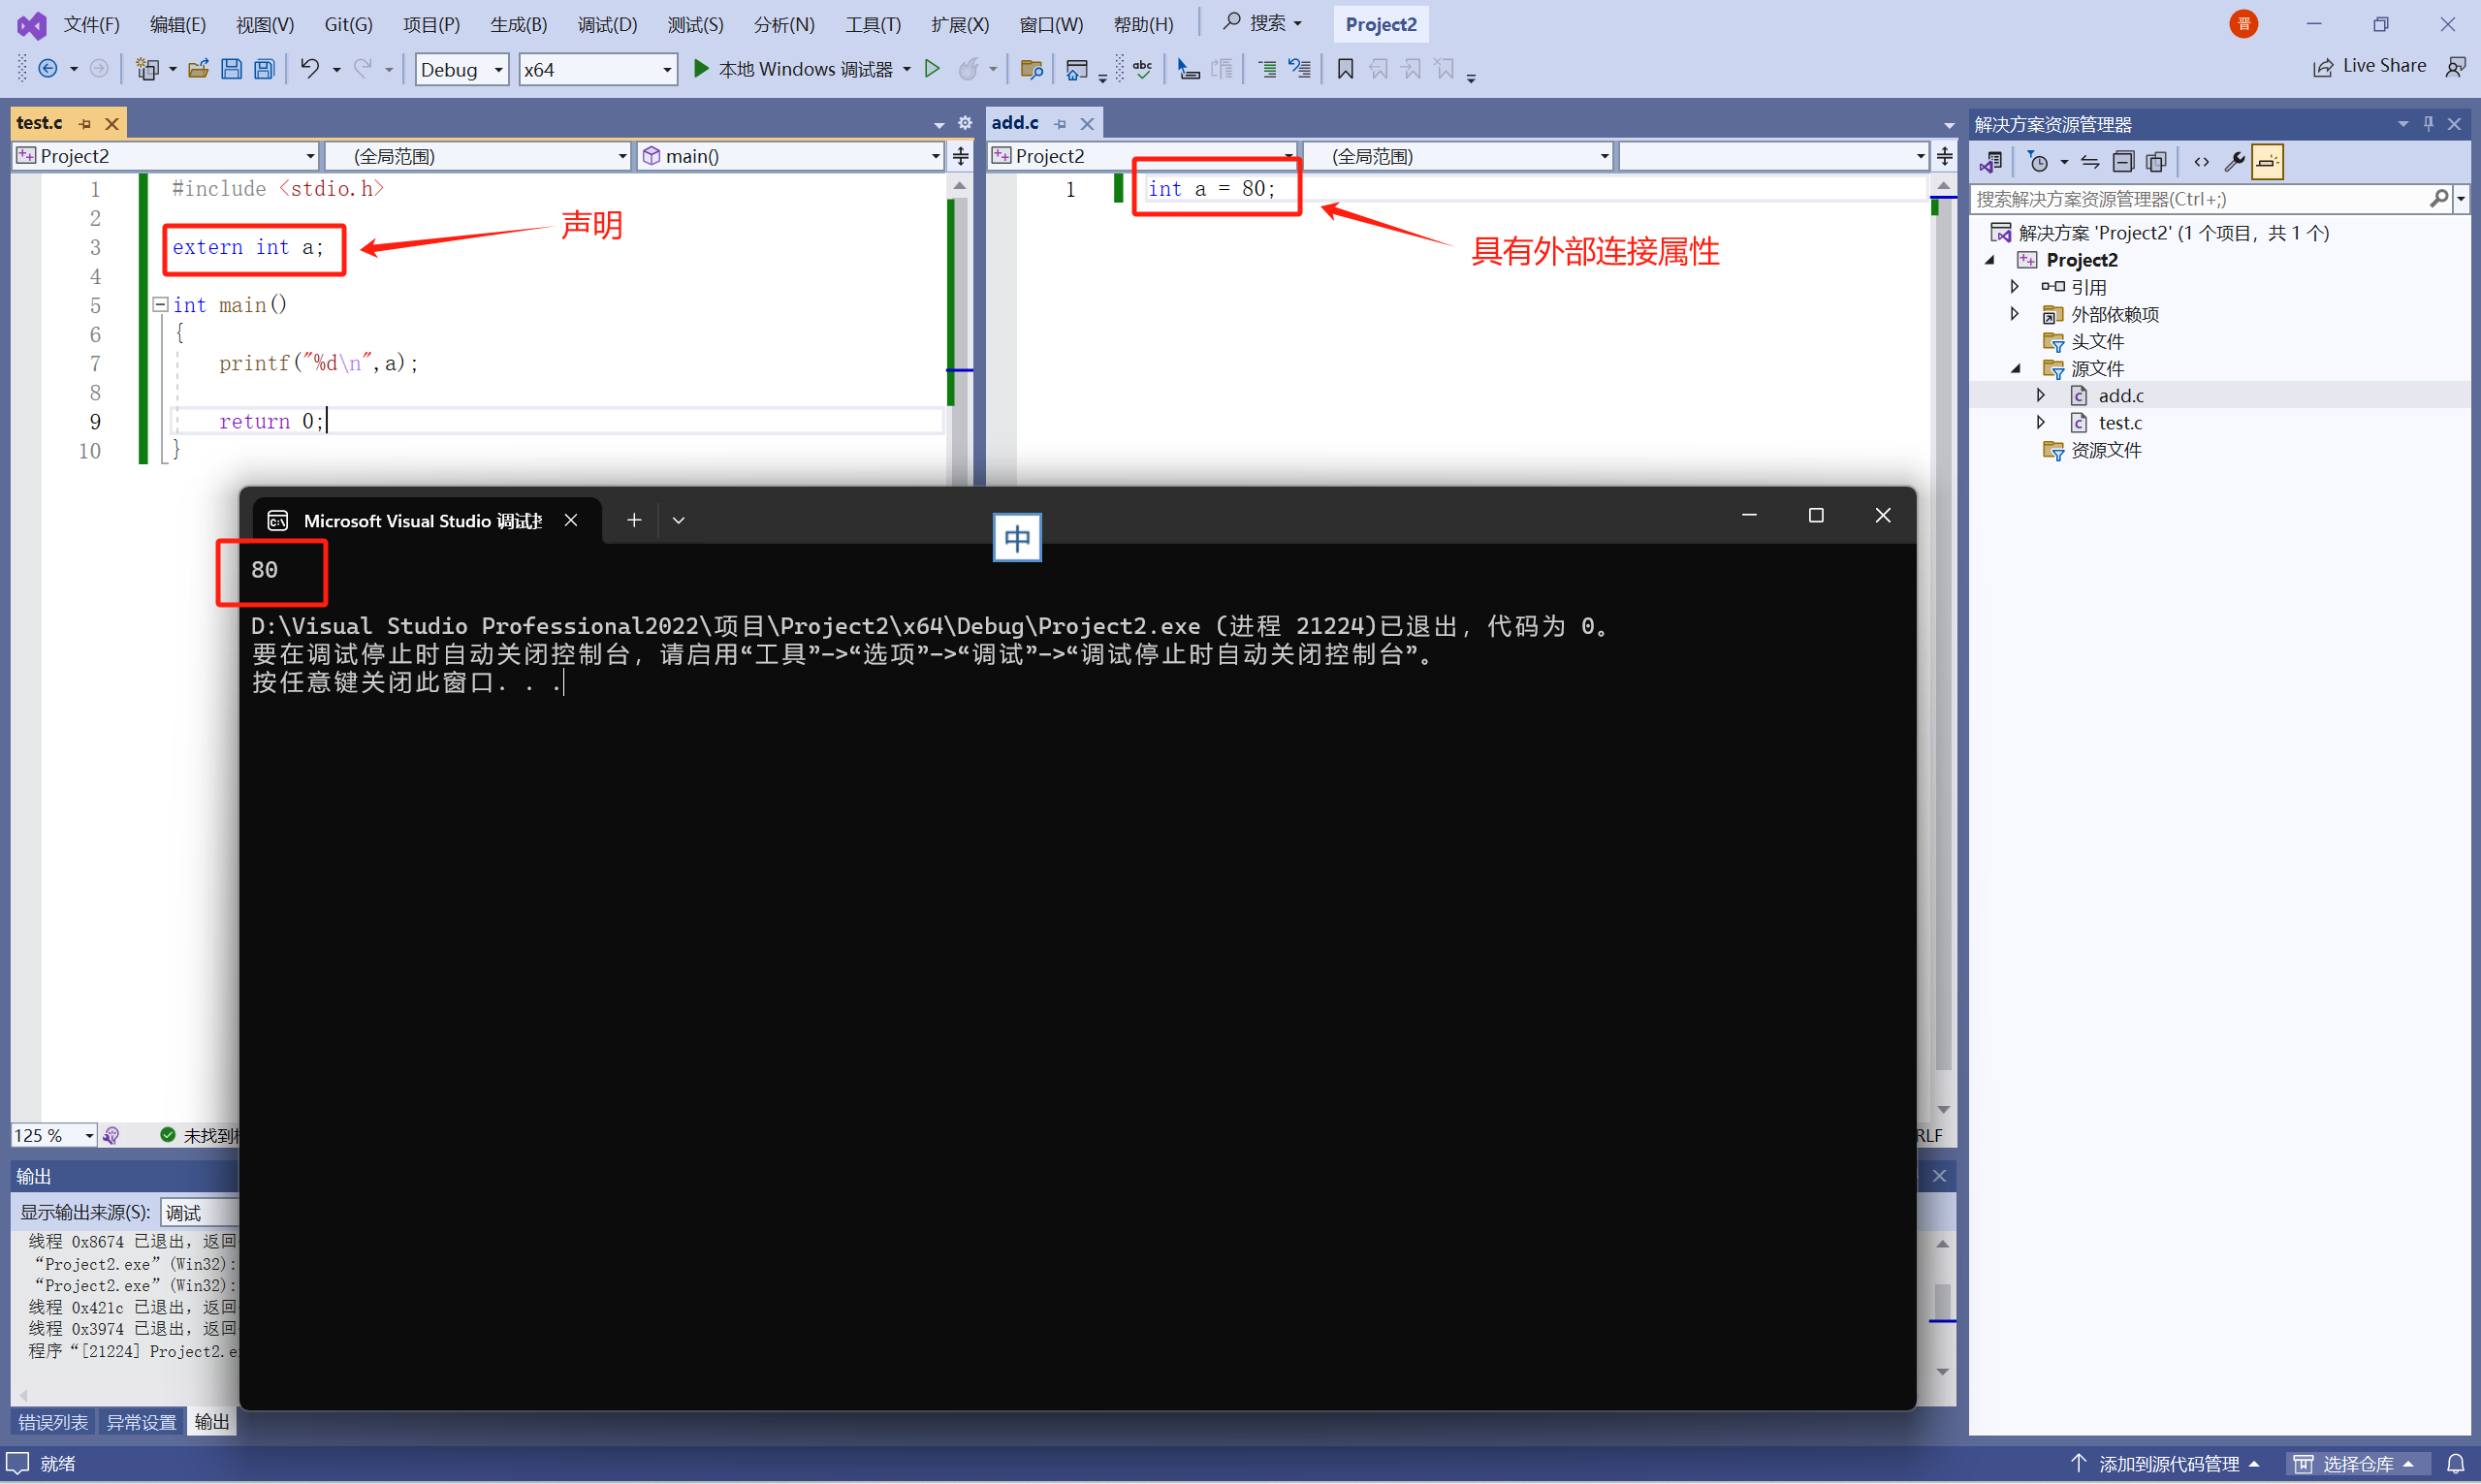 文件(F) 编辑(E) 视图(V) Git(G) 项目(P) 生成(B) 调试(D) 测试(S) 分析(N) 工具(T) 扩展(X) 窗口(W) 帮助(H) 搜索 Project2 晋
Debug x64 本地 Windows 调试器 abc Live Share
test.c
Project2 (全局范围) main()
1 #include <stdio.h>
2
3 extern int a;
声明
4
5 int main()
6 {
7 printf("%d\n",a);
8
9 return 0;
10 }
add.c
Project2 (全局范围)
1 int a = 80;
具有外部连接属性
解决方案资源管理器
搜索解决方案资源管理器(Ctrl+;)
解决方案 'Project2' (1 个项目，共 1 个)
Project2
引用
外部依赖项
头文件
源文件
add.c
test.c
资源文件
Microsoft Visual Studio 调试
中
80
D:\Visual Studio Professional2022\项目\Project2\x64\Debug\Project2.exe (进程 21224)已退出，代码为 0。
要在调试停止时自动关闭控制台，请启用“工具”->“选项”->“调试”->“调试停止时自动关闭控制台”。
按任意键关闭此窗口. . .
125 % 未找到 RLF
输出
显示输出来源(S): 调试
线程 0x8674 已退出，返回
“Project2.exe”(Win32):
“Project2.exe”(Win32):
线程 0x421c 已退出，返回
线程 0x3974 已退出，返回
程序“[21224] Project2.e
错误列表 异常设置 输出
就绪 添加到源代码管理 选择仓库